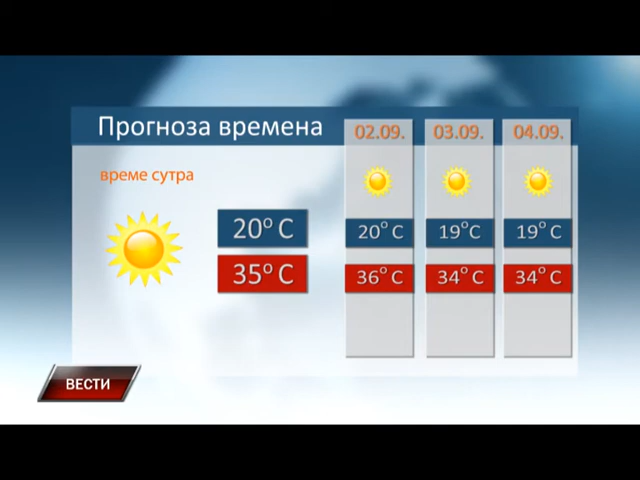 Прогноза времена
време сутра
20° C
35° C
02.09.
20° C
36° C
03.09.
19°C
34° C
04.09.
19° C
34° C
ВЕСТИ